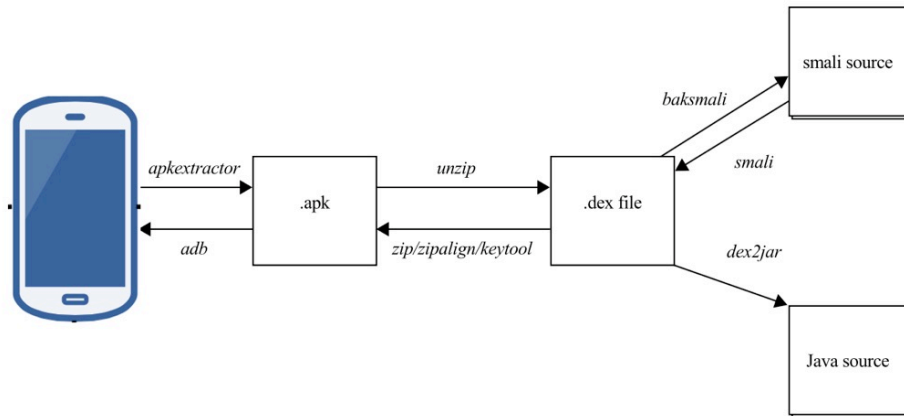 smali source
baksmali
smali
apkextractor
unzip
.apk
.dex file
adb
zip/zipalign/keytool
dex2jar
Java source